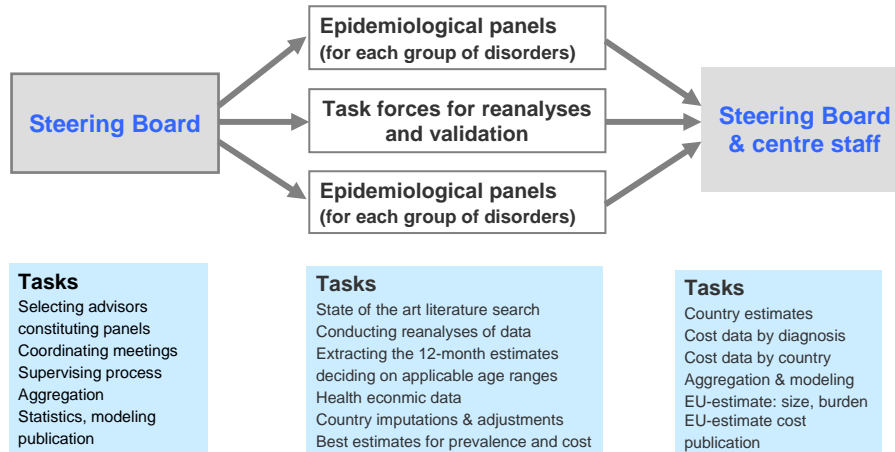 Epidemiological panels
(for each group of disorders)
Steering Board
Task forces for reanalyses
and validation
Steering Board
& centre staff
Epidemiological panels
(for each group of disorders)
Tasks
Selecting advisors
constituting panels
Coordinating meetings
Supervising process
Aggregation
Statistics, modeling
publication
Tasks
State of the art literature search
Conducting reanalyses of data
Extracting the 12-month estimates
deciding on applicable age ranges
Health econmic data
Country imputations & adjustments
Best estimates for prevalence and cost
Tasks
Country estimates
Cost data by diagnosis
Cost data by country
Aggregation & modeling
EU-estimate: size, burden
EU-estimate cost
publication